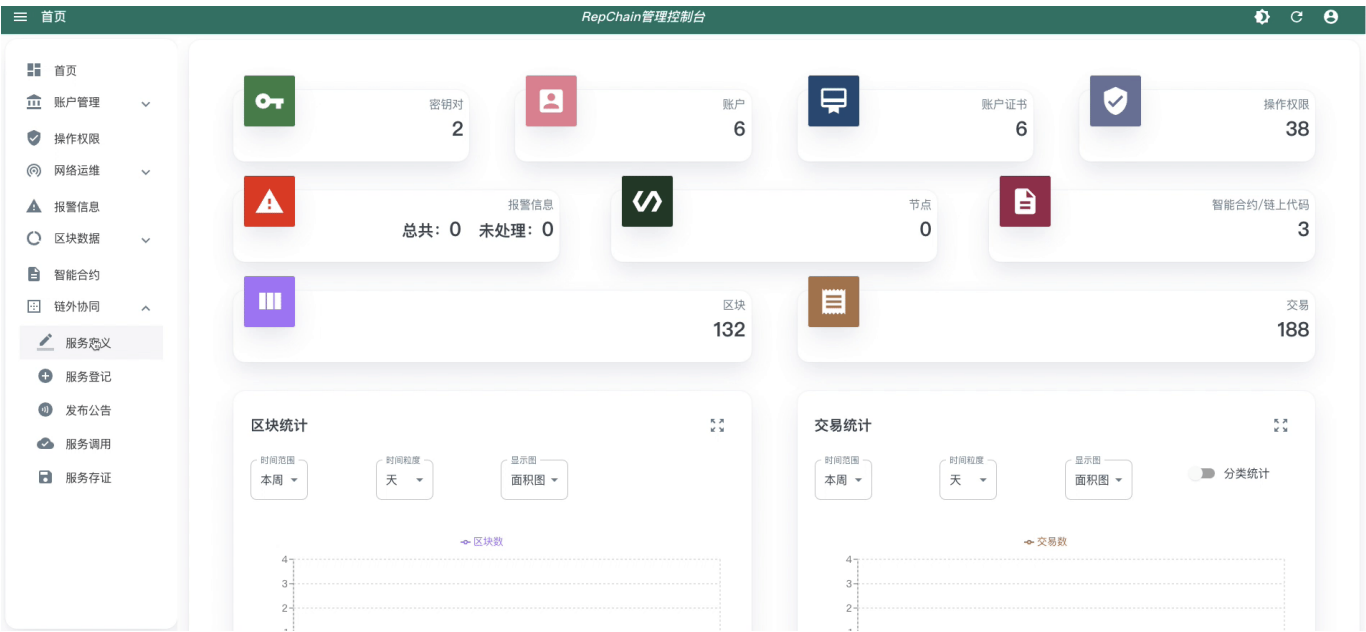 首页
RepChain管理控制台
首页
账户管理
操作权限
网络运维
报警信息
区块数据
智能合约
链外协同
服务定义
服务登记
发布公告
服务调用
服务存证
密钥对
2
账户
6
账户证书
6
操作权限
38
报警信息
总共：0 未处理：0
节点
0
智能合约/链上代码
3
区块
132
交易
188
区块统计
时间范围
本周
时间粒度
天
显示图
面积图
区块数
4
3
2
交易统计
时间范围
本周
时间粒度
天
显示图
面积图
分类统计
交易数
4
3
2